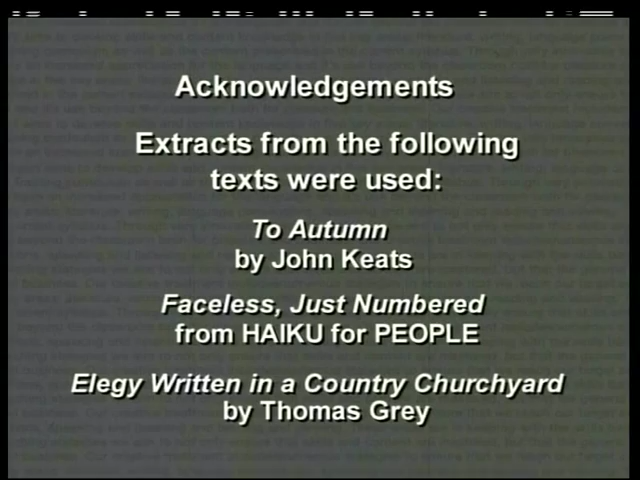 Acknowledgements
Extracts from the following
texts were used:
To Autumn
by John Keats
Faceless, Just Numbered
from HAIKU for PEOPLE
Elegy Written in a Country Churchyard
by Thomas Grey